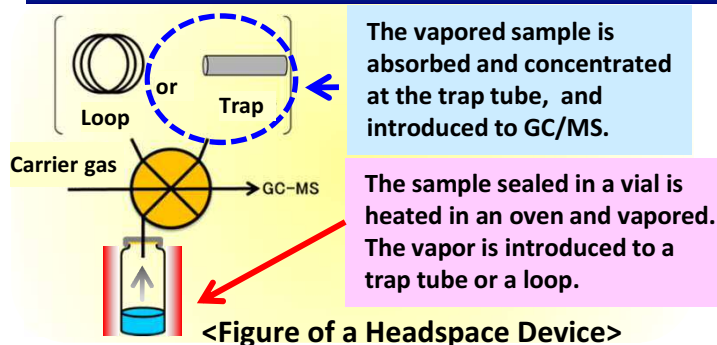 Loop
or
Trap
The vapored sample is
absorbed and concentrated
at the trap tube, and
introduced to GC/MS.
Carrier gas
GC-MS
The sample sealed in a vial is
heated in an oven and vapored.
The vapor is introduced to a
trap tube or a loop.
<Figure of a Headspace Device>